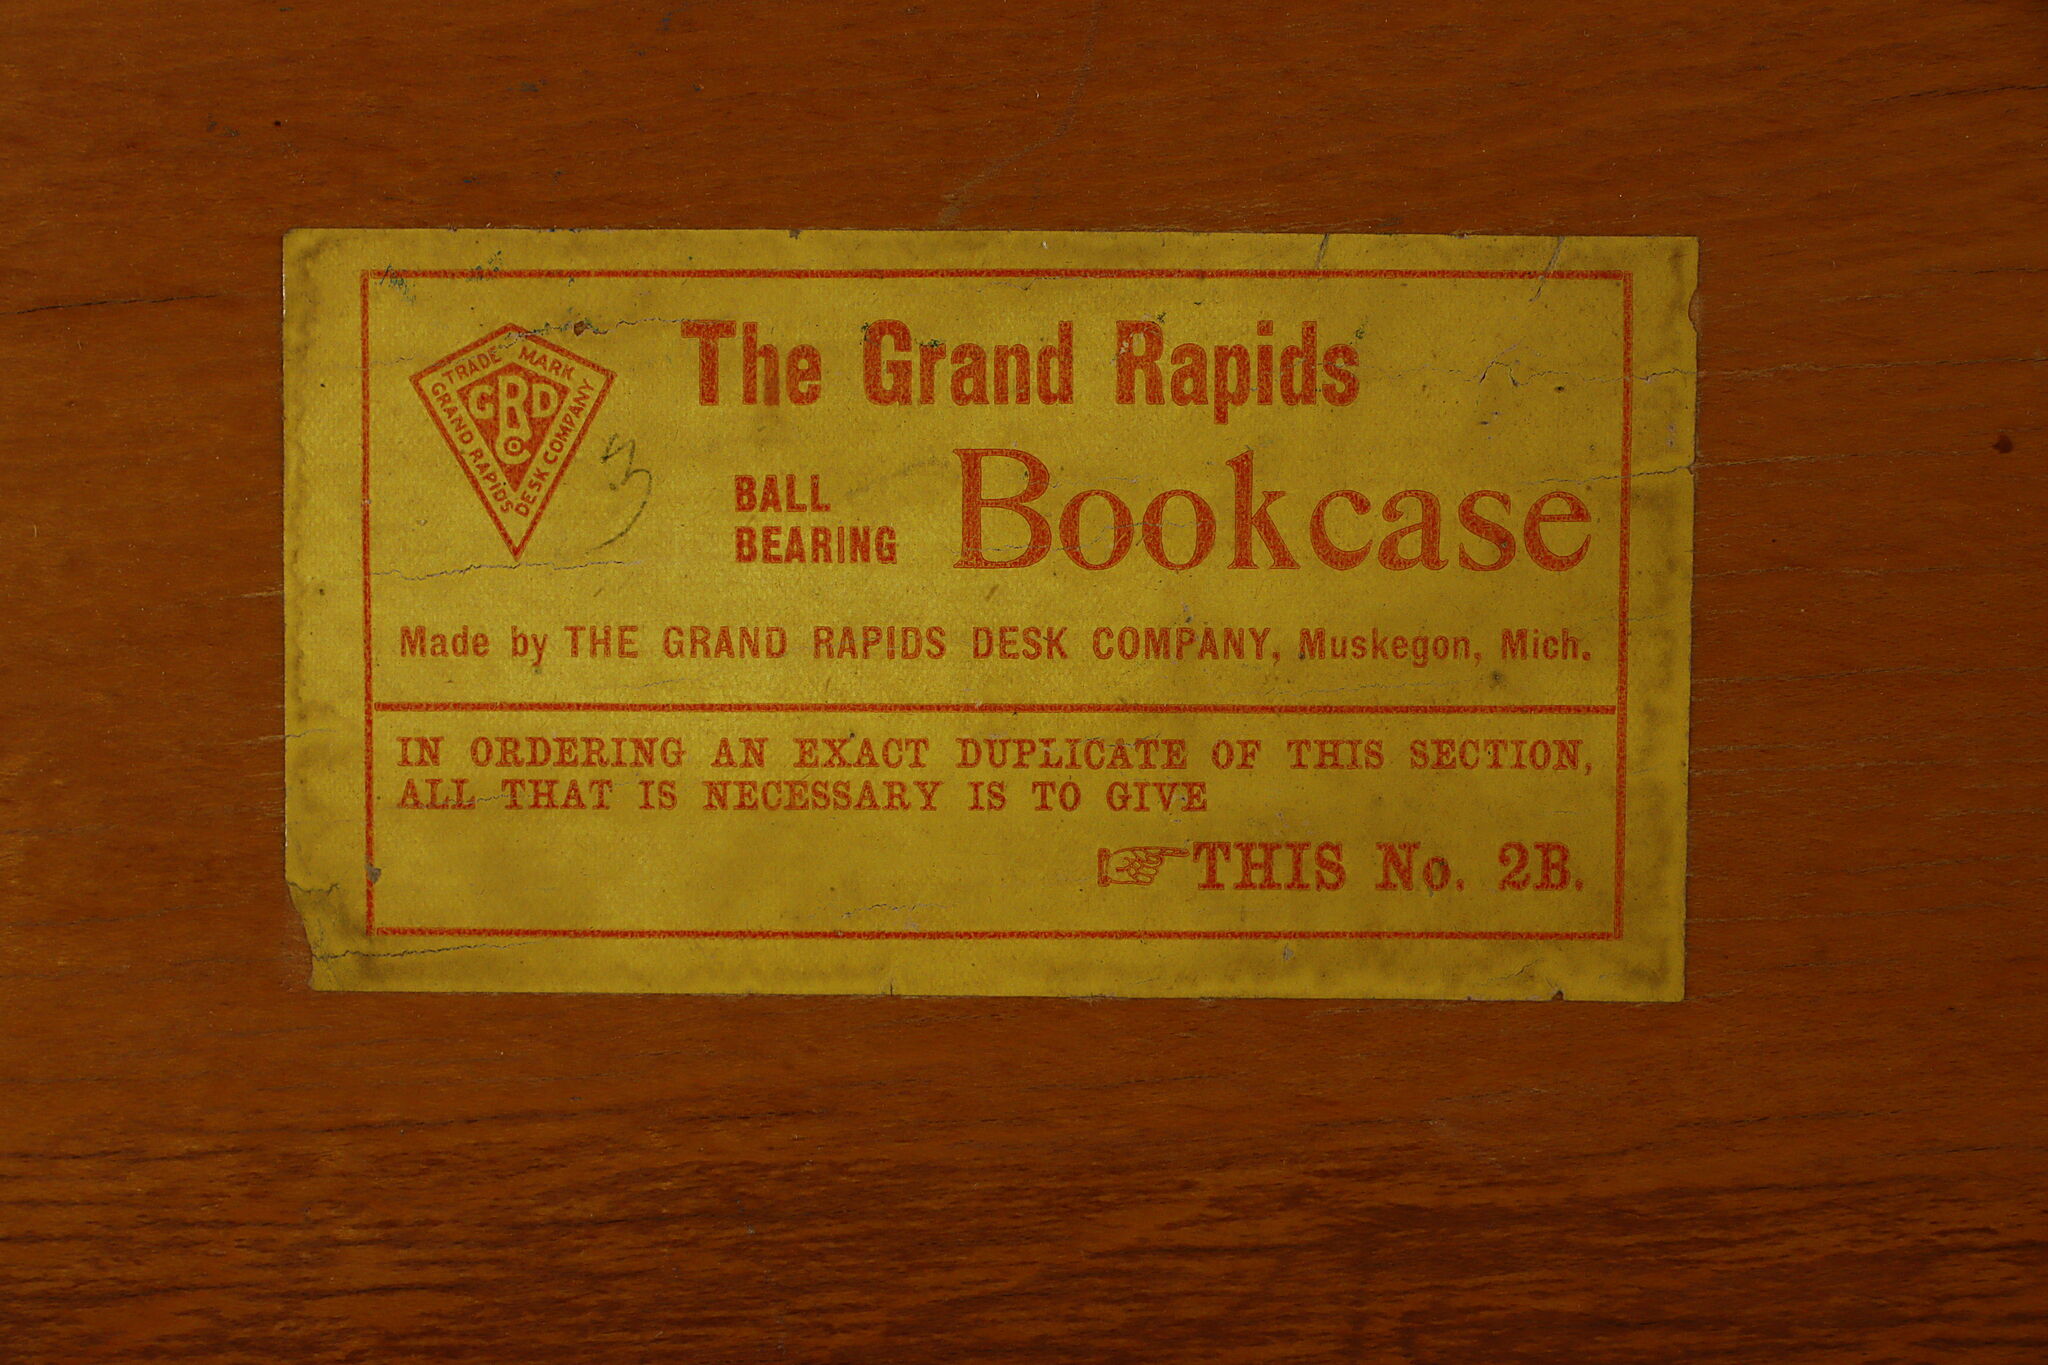 TRADE MARK
GRD
Co
GRAND RAPIDS
DESK COMPANY
3
The Grand Rapids
BALL
BEARING
Bookcase
Made by THE GRAND RAPIDS DESK COMPANY, Muskegon, Mich.
IN ORDERING AN EXACT DUPLICATE OF THIS SECTION,
ALL THAT IS NECESSARY IS TO GIVE
THIS No. 2B.